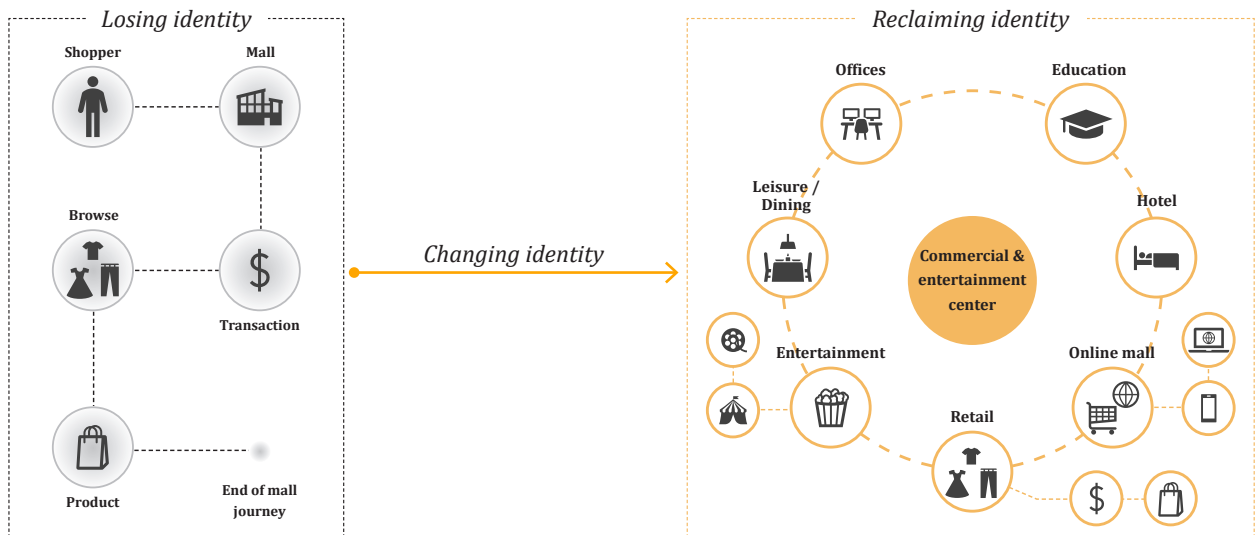 Losing identity
Shopper
Mall
Browse
Transaction
Product
End of mall
journey
Changing identity
Reclaiming identity
Offices
Education
Leisure /
Dining
Hotel
Commercial &
entertainment
center
Entertainment
Online mall
Retail